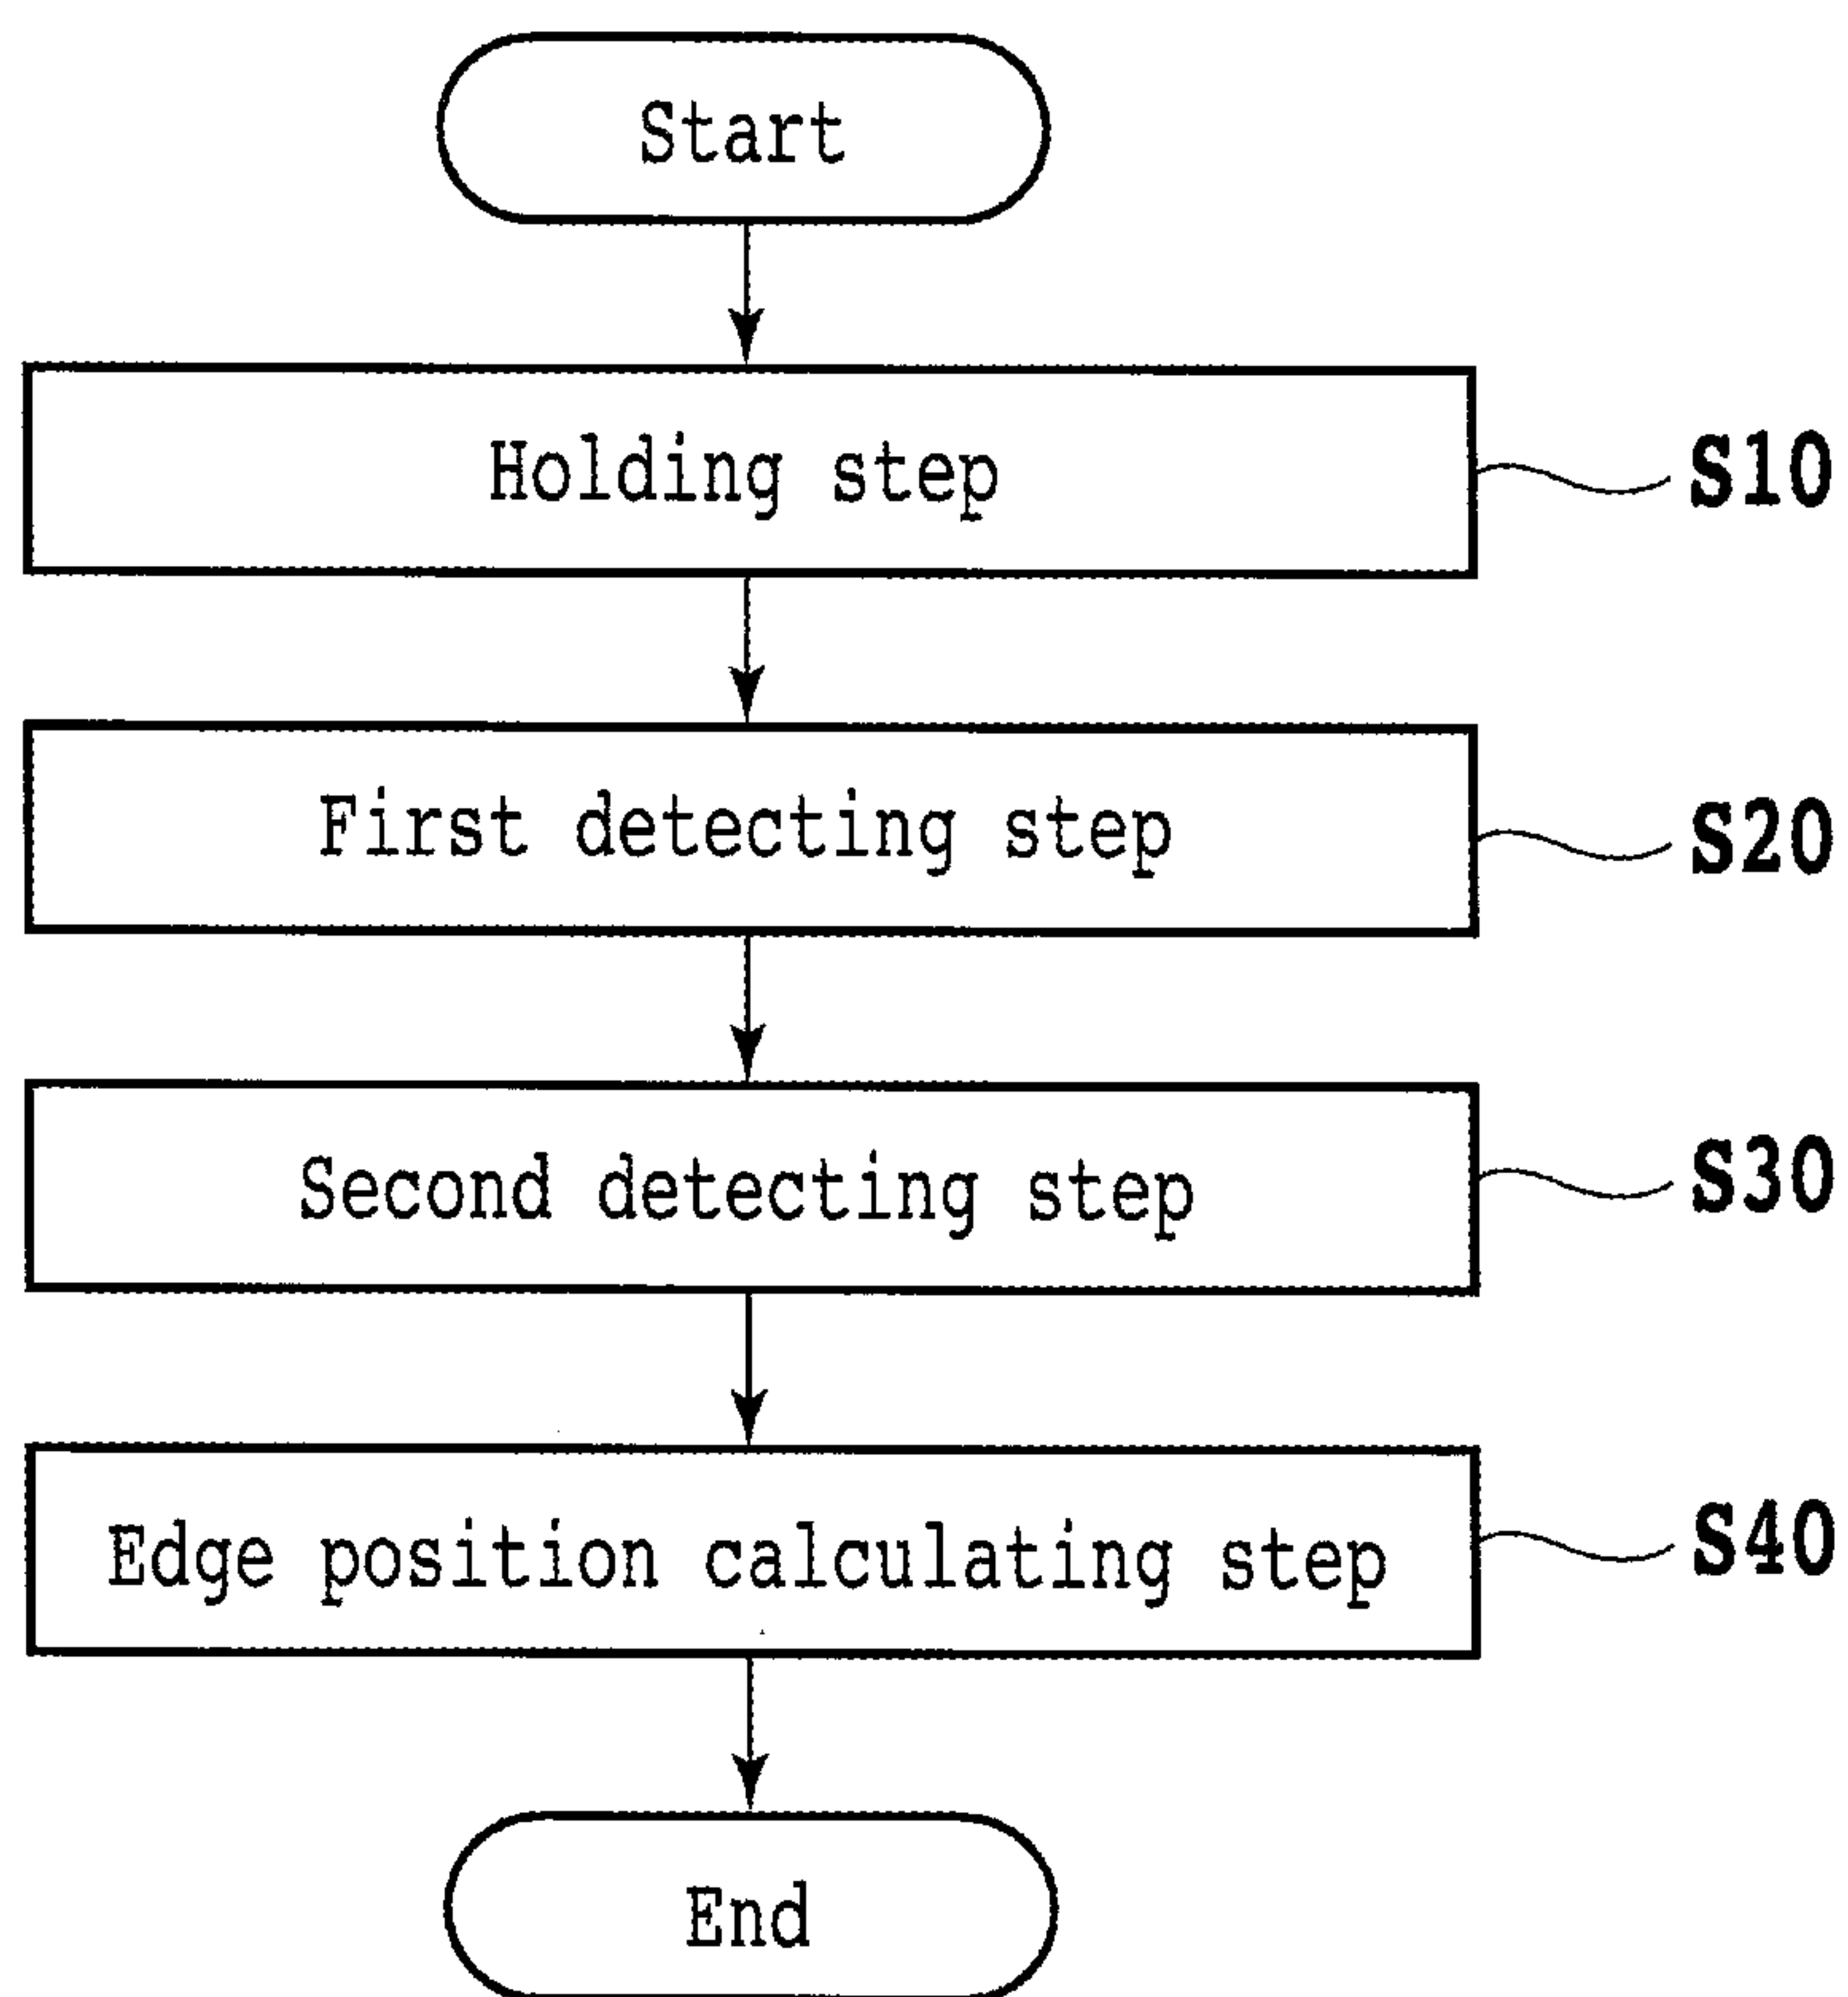 Start
Holding step
S10
First detecting step
S20
Second detecting step
S30
Edge position calculating step
S40
End